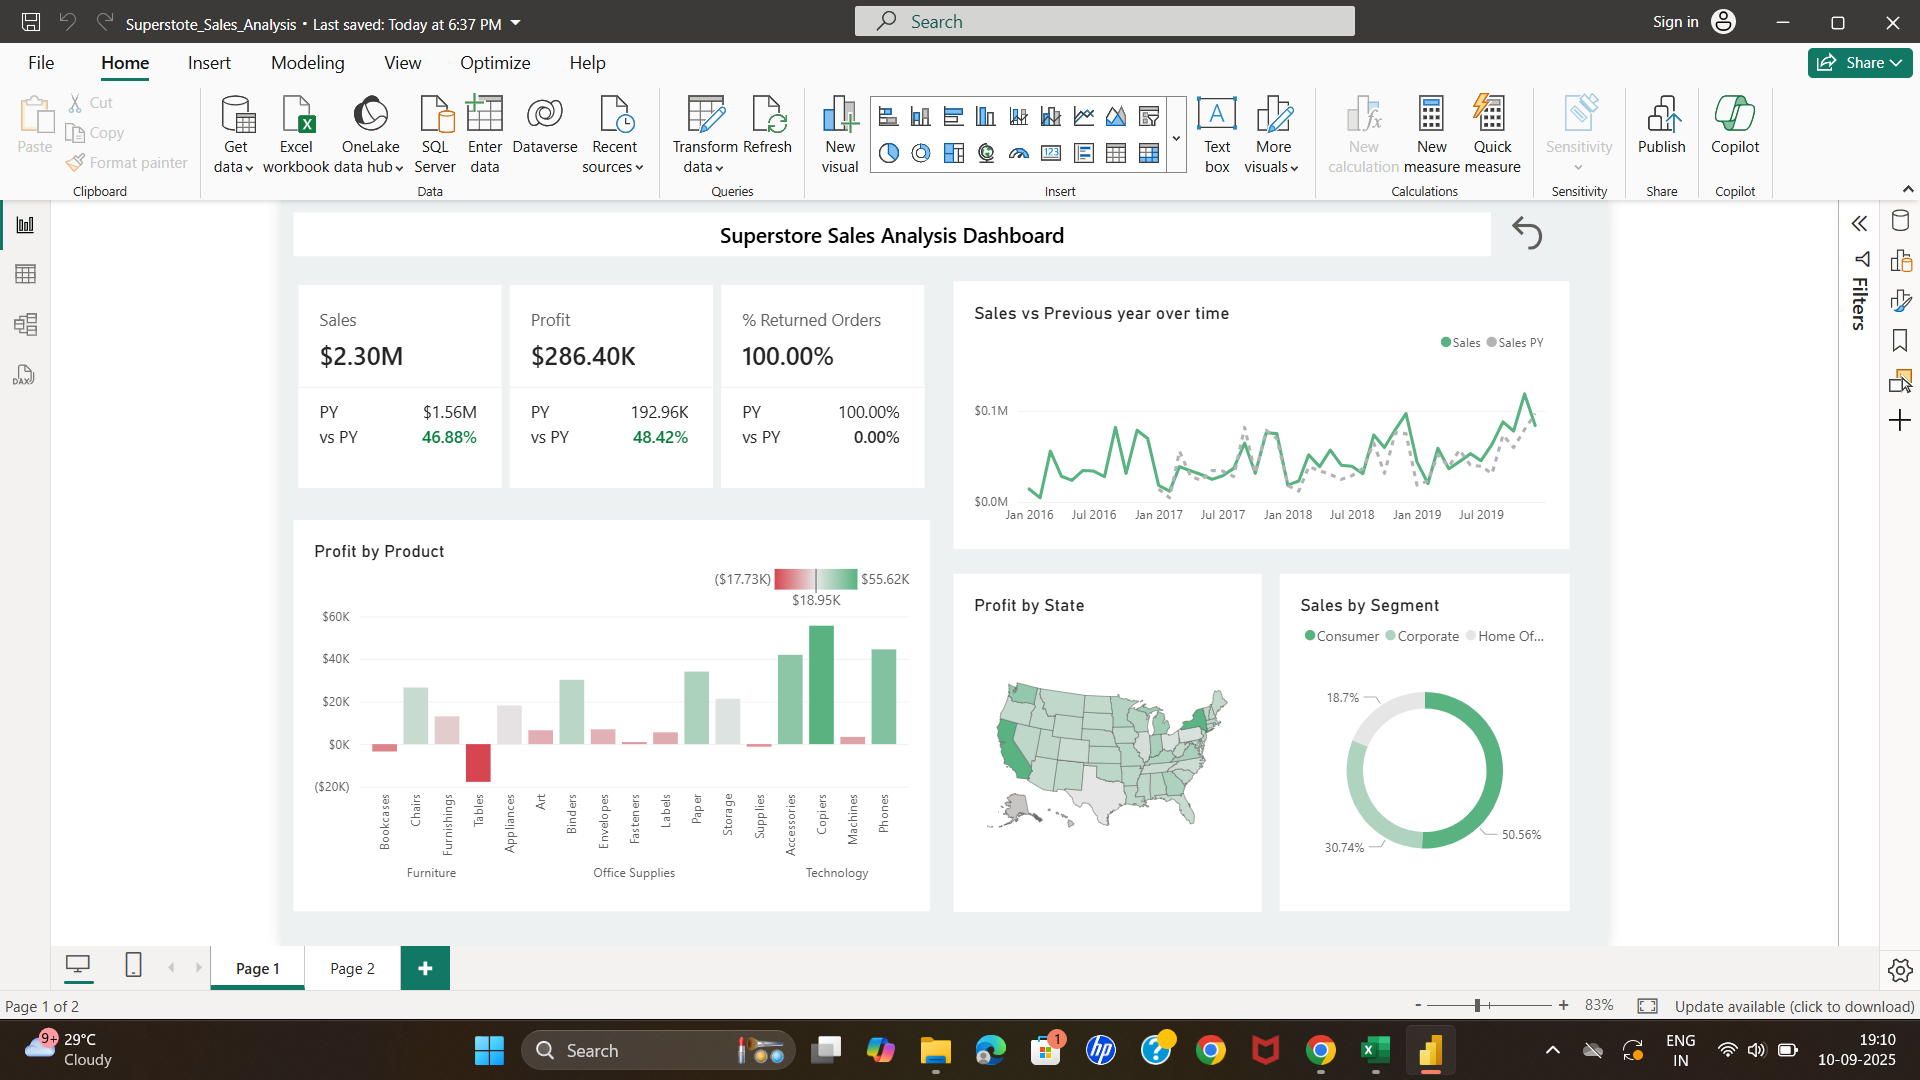 Superstote_Sales_Analysis • Last saved: Today at 6:37 PM
Search
Sign in
File
Home
Insert
Modeling
View
Optimize
Help
Share
Paste
Cut
Copy
Format painter
Clipboard
Get data
Excel workbook
OneLake data hub
SQL Server
Enter data
Dataverse
Recent sources
Data
Transform data
Refresh
Queries
New visual
123
A
Text box
More visuals
Insert
New calculation
New measure
Quick measure
Calculations
Sensitivity
Sensitivity
Publish
Share
Copilot
Copilot
DAX
Filters
Superstore Sales Analysis Dashboard
Sales
$2.30M
PY $1.56M
vs PY 46.88%
Profit
$286.40K
PY 192.96K
vs PY 48.42%
% Returned Orders
100.00%
PY 100.00%
vs PY 0.00%
Sales vs Previous year over time
Sales Sales PY
$0.1M
$0.0M
Jan 2016 Jul 2016 Jan 2017 Jul 2017 Jan 2018 Jul 2018 Jan 2019 Jul 2019
Profit by Product
($17.73K) $55.62K
$18.95K
$60K
$40K
$20K
$0K
($20K)
Bookcases
Chairs
Furnishings
Tables
Appliances
Art
Binders
Envelopes
Fasteners
Labels
Paper
Storage
Supplies
Accessories
Copiers
Machines
Phones
Furniture Office Supplies Technology
Profit by State
Sales by Segment
Consumer Corporate Home Of...
18.7%
50.56%
30.74%
Page 1
Page 2
+
Page 1 of 2
- + 83%
Update available (click to download)
9+
29°C
Cloudy
Search
1
hp
ENG
IN
19:10
10-09-2025